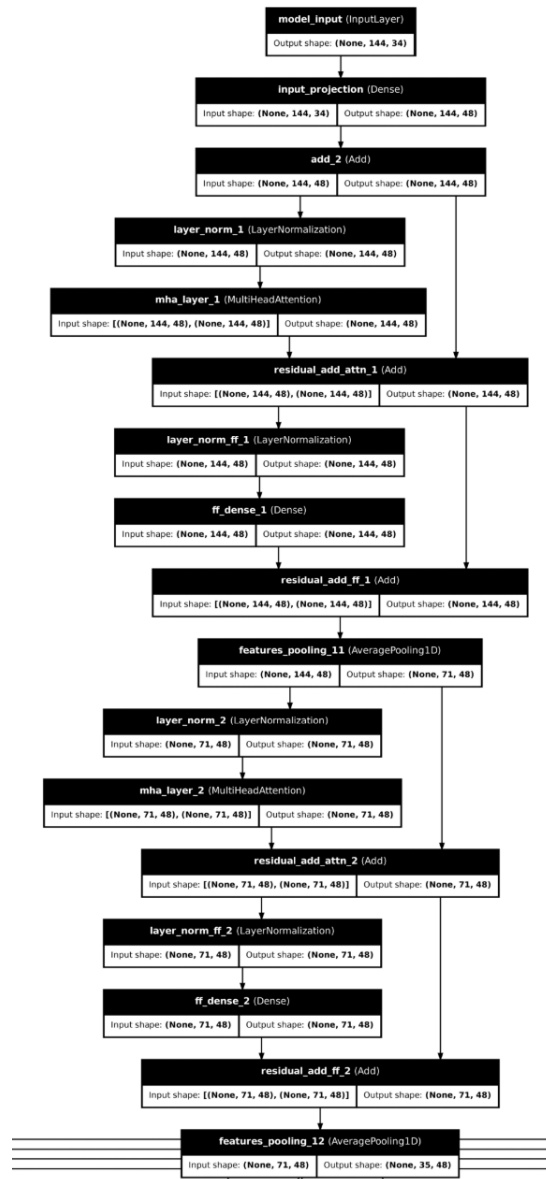 model_input (InputLayer)
Output shape: (None, 144, 34)
input_projection (Dense)
Input shape: (None, 144, 34) Output shape: (None, 144, 48)
add_2 (Add)
Input shape: (None, 144, 48) Output shape: (None, 144, 48)
layer_norm_1 (LayerNormalization)
Input shape: (None, 144, 48) Output shape: (None, 144, 48)
mha_layer_1 (MultiHeadAttention)
Input shape: [(None, 144, 48), (None, 144, 48)] Output shape: (None, 144, 48)
residual_add_attn_1 (Add)
Input shape: [(None, 144, 48), (None, 144, 48)] Output shape: (None, 144, 48)
layer_norm_ff_1 (LayerNormalization)
Input shape: (None, 144, 48) Output shape: (None, 144, 48)
ff_dense_1 (Dense)
Input shape: (None, 144, 48) Output shape: (None, 144, 48)
residual_add_ff_1 (Add)
Input shape: [(None, 144, 48), (None, 144, 48)] Output shape: (None, 144, 48)
features_pooling_11 (AveragePooling1D)
Input shape: (None, 144, 48) Output shape: (None, 71, 48)
layer_norm_2 (LayerNormalization)
Input shape: (None, 71, 48) Output shape: (None, 71, 48)
mha_layer_2 (MultiHeadAttention)
Input shape: [(None, 71, 48), (None, 71, 48)] Output shape: (None, 71, 48)
residual_add_attn_2 (Add)
Input shape: [(None, 71, 48), (None, 71, 48)] Output shape: (None, 71, 48)
layer_norm_ff_2 (LayerNormalization)
Input shape: (None, 71, 48) Output shape: (None, 71, 48)
ff_dense_2 (Dense)
Input shape: (None, 71, 48) Output shape: (None, 71, 48)
residual_add_ff_2 (Add)
Input shape: [(None, 71, 48), (None, 71, 48)] Output shape: (None, 71, 48)
features_pooling_12 (AveragePooling1D)
Input shape: (None, 71, 48) Output shape: (None, 35, 48)